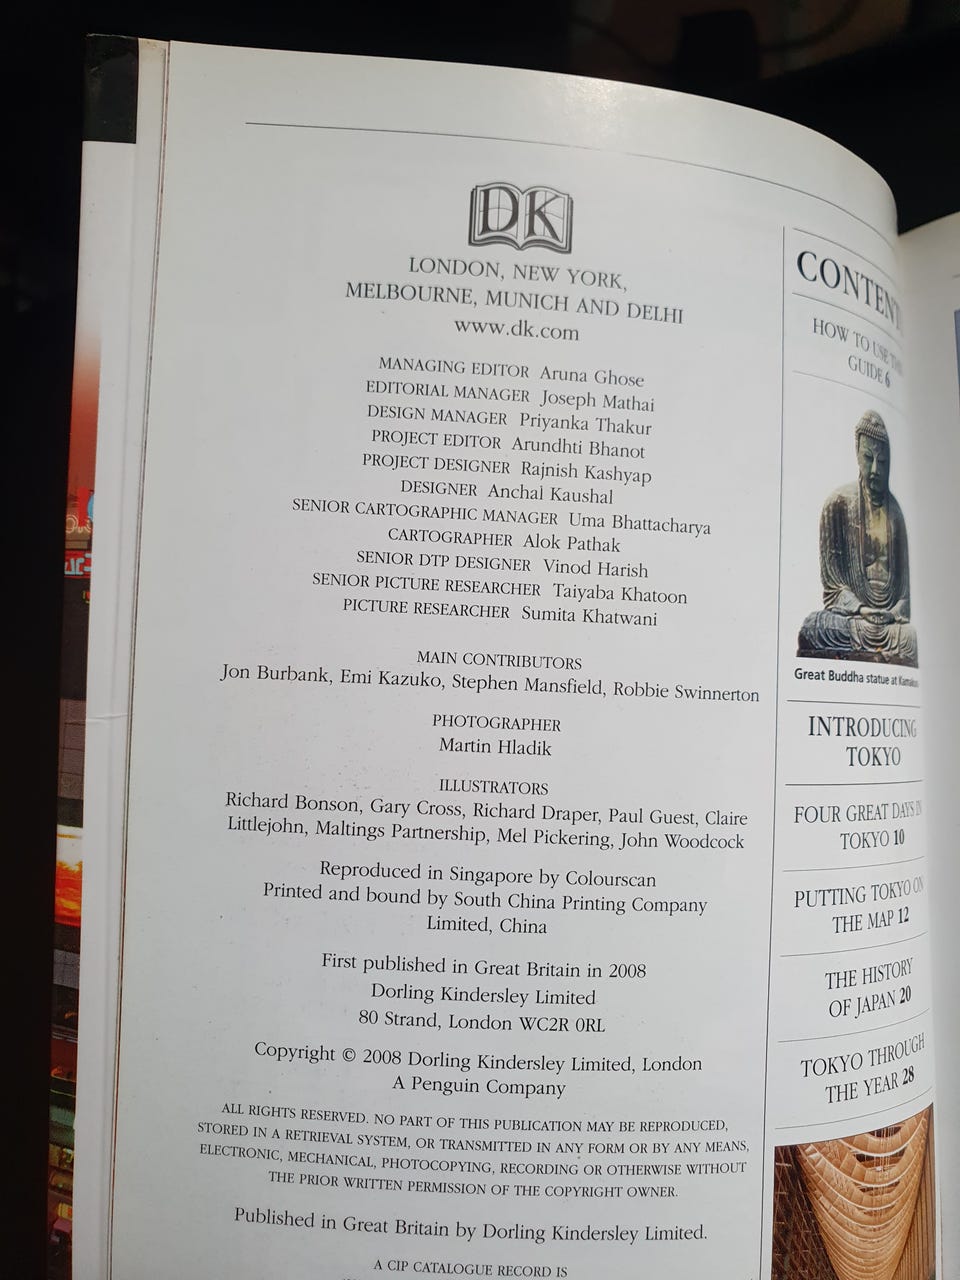 DK
LONDON, NEW YORK,
MELBOURNE, MUNICH AND DELHI
www.dk.com
MANAGING EDITOR Aruna Ghose
EDITORIAL MANAGER Joseph Mathai
DESIGN MANAGER Priyanka Thakur
PROJECT EDITOR Arundhti Bhanot
PROJECT DESIGNER Rajnish Kashyap
DESIGNER Anchal Kaushal
SENIOR CARTOGRAPHIC MANAGER Uma Bhattacharya
CARTOGRAPHER Alok Pathak
SENIOR DTP DESIGNER Vinod Harish
SENIOR PICTURE RESEARCHER Taiyaba Khatoon
PICTURE RESEARCHER Sumita Khatwani
MAIN CONTRIBUTORS
Jon Burbank, Emi Kazuko, Stephen Mansfield, Robbie Swinnerton
PHOTOGRAPHER
Martin Hladik
ILLUSTRATORS
Richard Bonson, Gary Cross, Richard Draper, Paul Guest, Claire
Littlejohn, Maltings Partnership, Mel Pickering, John Woodcock
Reproduced in Singapore by Colourscan
Printed and bound by South China Printing Company
Limited, China
First published in Great Britain in 2008
Dorling Kindersley Limited
80 Strand, London WC2R 0RL
Copyright © 2008 Dorling Kindersley Limited, London
A Penguin Company
ALL RIGHTS RESERVED. NO PART OF THIS PUBLICATION MAY BE REPRODUCED,
STORED IN A RETRIEVAL SYSTEM, OR TRANSMITTED IN ANY FORM OR BY ANY MEANS,
ELECTRONIC, MECHANICAL, PHOTOCOPYING, RECORDING OR OTHERWISE WITHOUT
THE PRIOR WRITTEN PERMISSION OF THE COPYRIGHT OWNER.
Published in Great Britain by Dorling Kindersley Limited.
A CIP CATALOGUE RECORD IS
CONTENT
HOW TO USE
GUIDE 6
Great Buddha statue at
INTRODUCING
TOKYO
FOUR GREAT DAYS IN
TOKYO 10
PUTTING TOKYO ON
THE MAP 12
THE HISTORY
OF JAPAN 20
TOKYO THROUGH
THE YEAR 28